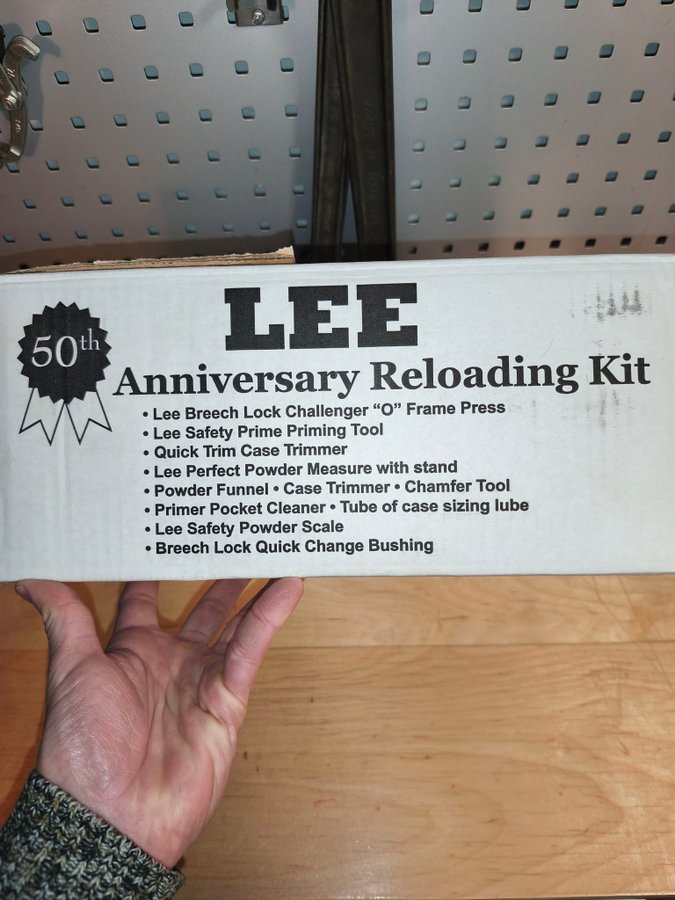 50th
LEE
Anniversary Reloading Kit
• Lee Breech Lock Challenger “O” Frame Press
• Lee Safety Prime Priming Tool
• Quick Trim Case Trimmer
• Lee Perfect Powder Measure with stand
• Powder Funnel • Case Trimmer • Chamfer Tool
• Primer Pocket Cleaner • Tube of case sizing lube
• Lee Safety Powder Scale
• Breech Lock Quick Change Bushing